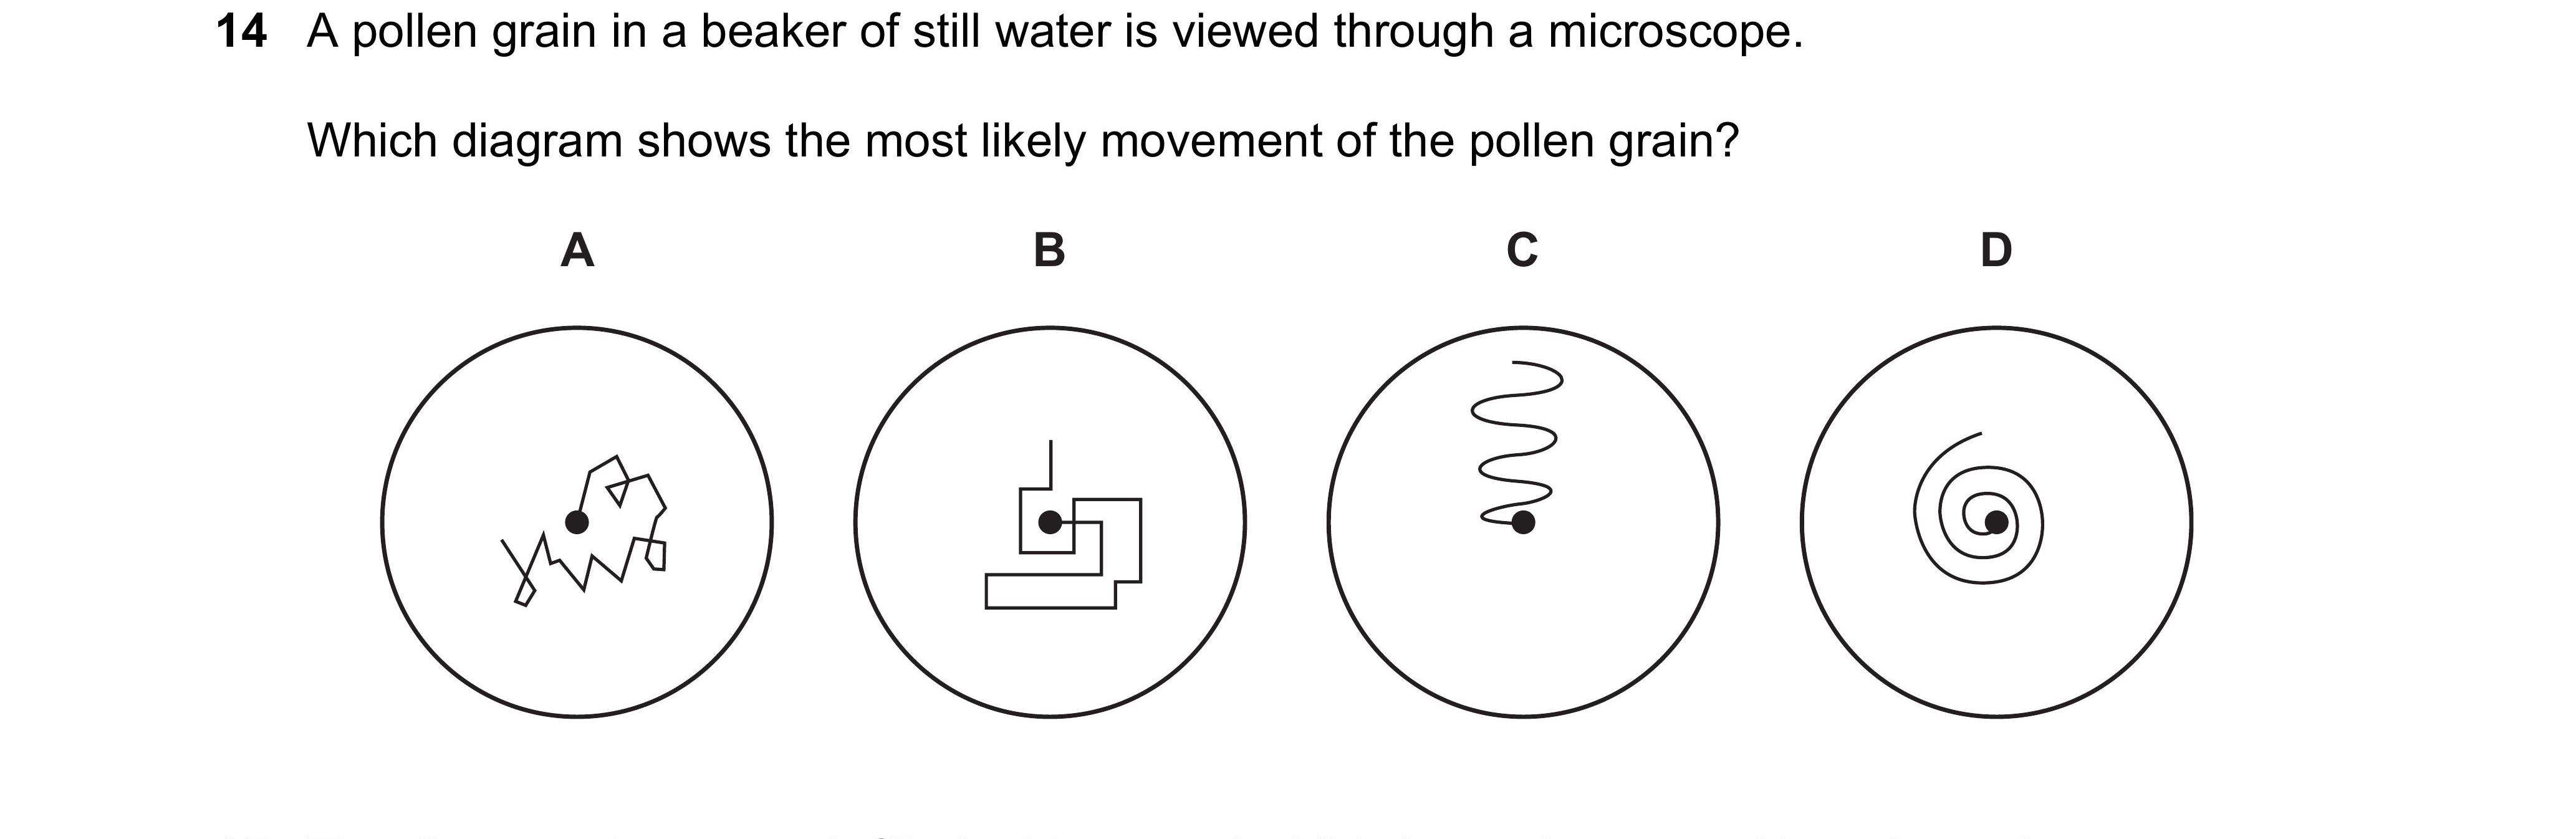 14 A pollen grain in a beaker of still water is viewed through a microscope.
Which diagram shows the most likely movement of the pollen grain?
A B C D